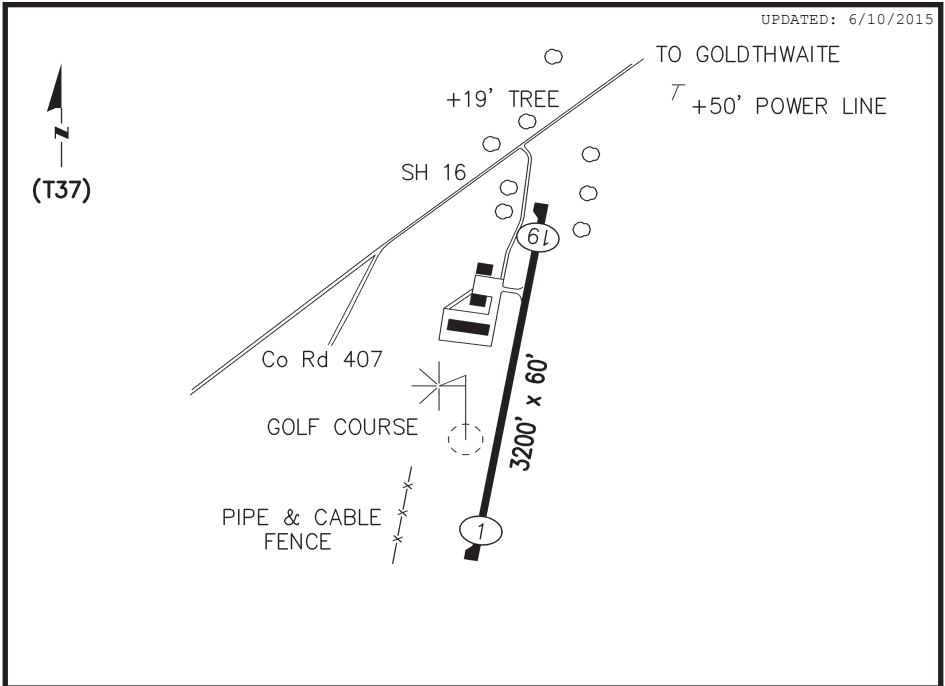 UPDATED: 6/10/2015
TO GOLDTHWAITE
+19' TREE
+50' POWER LINE
N
SH 16
(T37)
19
Co Rd 407
3200' x 60'
GOLF COURSE
PIPE & CABLE
FENCE
1